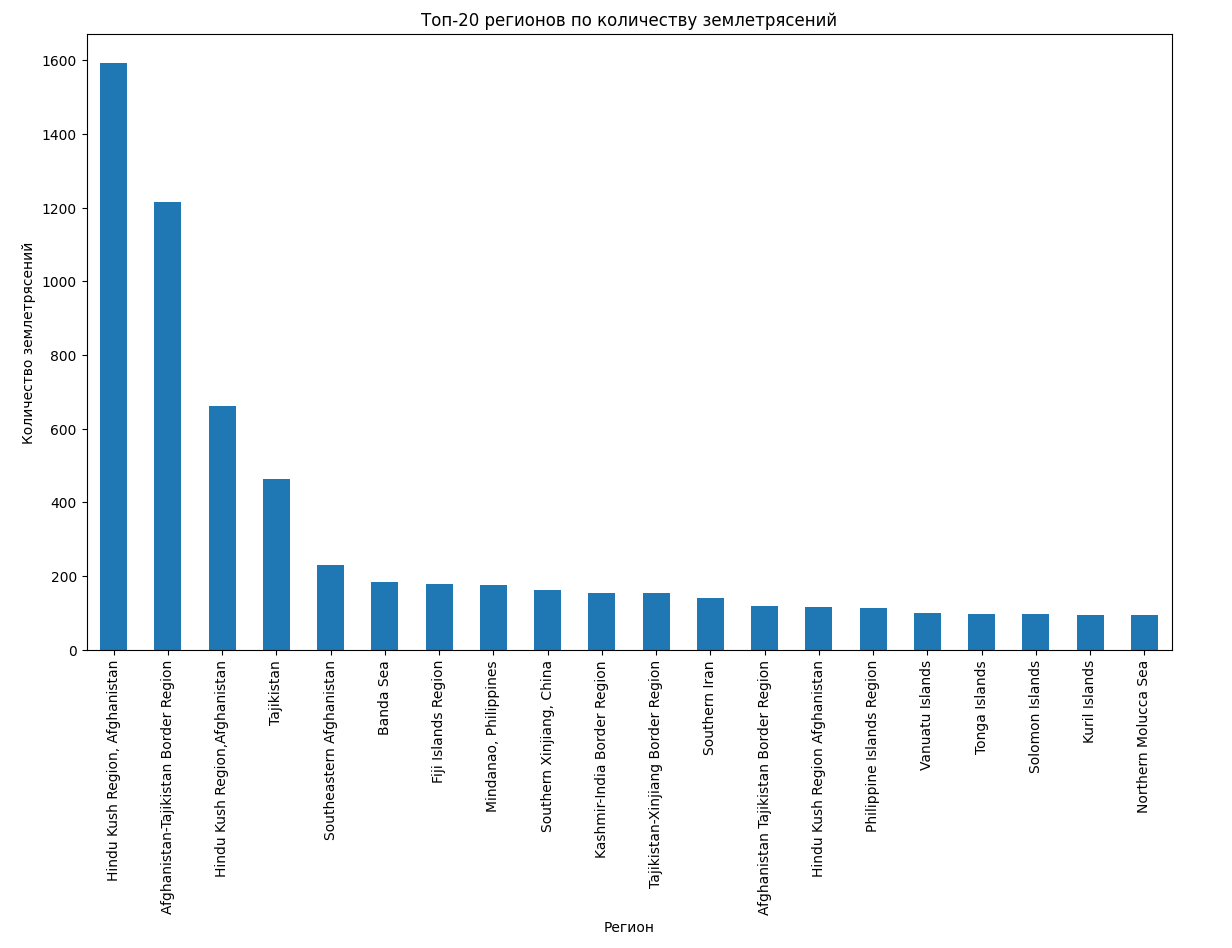 Топ-20 регионов по количеству землетрясений
Количество землетрясений
1600
1400
1200
1000
800
600
400
200
0
Hindu Kush Region, Afghanistan
Afghanistan-Tajikistan Border Region
Hindu Kush Region,Afghanistan
Tajikistan
Southeastern Afghanistan
Banda Sea
Fiji Islands Region
Mindanao, Philippines
Southern Xinjiang, China
Kashmir-India Border Region
Tajikistan-Xinjiang Border Region
Southern Iran
Afghanistan Tajikistan Border Region
Hindu Kush Region Afghanistan
Philippine Islands Region
Vanuatu Islands
Tonga Islands
Solomon Islands
Kuril Islands
Northern Molucca Sea
Регион